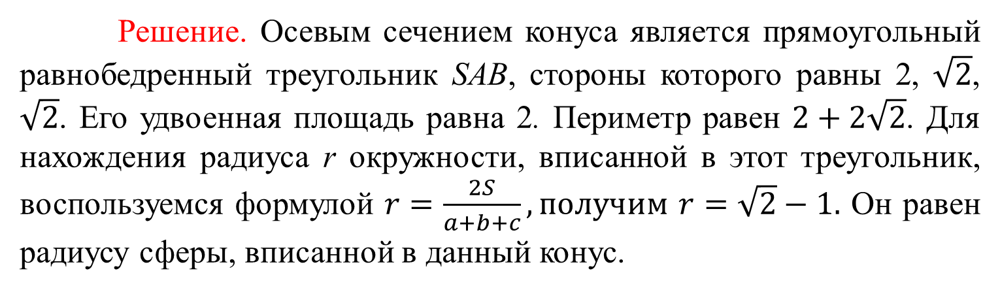 Решение. Осевым сечением конуса является прямоугольный
равнобедренный треугольник SAB, стороны которого равны 2, √2,
√2. Его удвоенная площадь равна 2. Периметр равен 2 + 2√2. Для
нахождения радиуса r окружности, вписанной в этот треугольник,
воспользуемся формулой r = 2S/(a+b+c), получим r = √2 − 1. Он равен
радиусу сферы, вписанной в данный конус.